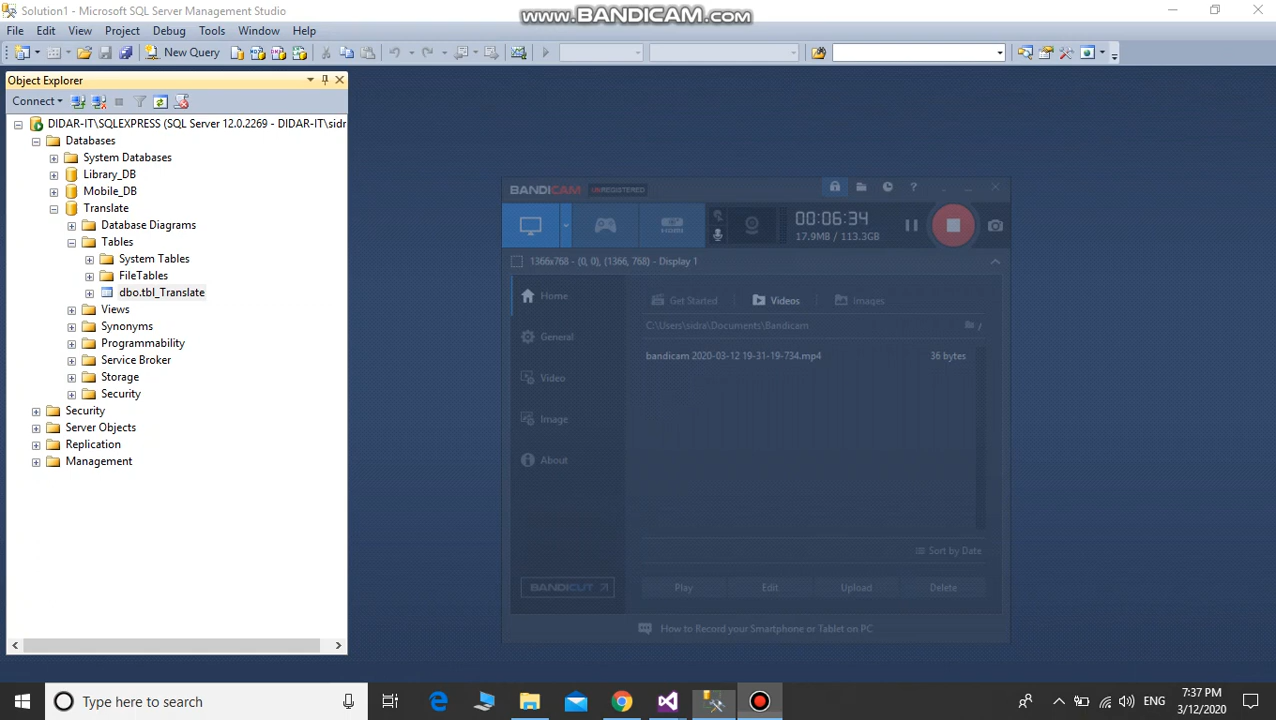 Solution1 - Microsoft SQL Server Management Studio
www.BANDICAM.com
File Edit View Project Debug Tools Window Help
New Query
Object Explorer
Connect
DIDAR-IT\SQLEXPRESS (SQL Server 12.0.2269 - DIDAR-IT\sidr
Databases
System Databases
Library_DB
Mobile_DB
Translate
Database Diagrams
Tables
System Tables
FileTables
dbo.tbl_Translate
Views
Synonyms
Programmability
Service Broker
Storage
Security
Security
Server Objects
Replication
Management
BANDICAM UNREGISTERED
HDMI
00:06:34
17.9MB / 113.3GB
1366x768 - (0, 0), (1366, 768) - Display 1
Home
General
Video
Image
About
BANDICUT
Get Started Videos Images
C:\Users\sidra\Documents\Bandicam
bandicam 2020-03-12 19-31-19-734.mp4 36 bytes
Sort by Date
Play Edit Upload Delete
How to Record your Smartphone or Tablet on PC
Type here to search
ENG
7:37 PM
3/12/2020